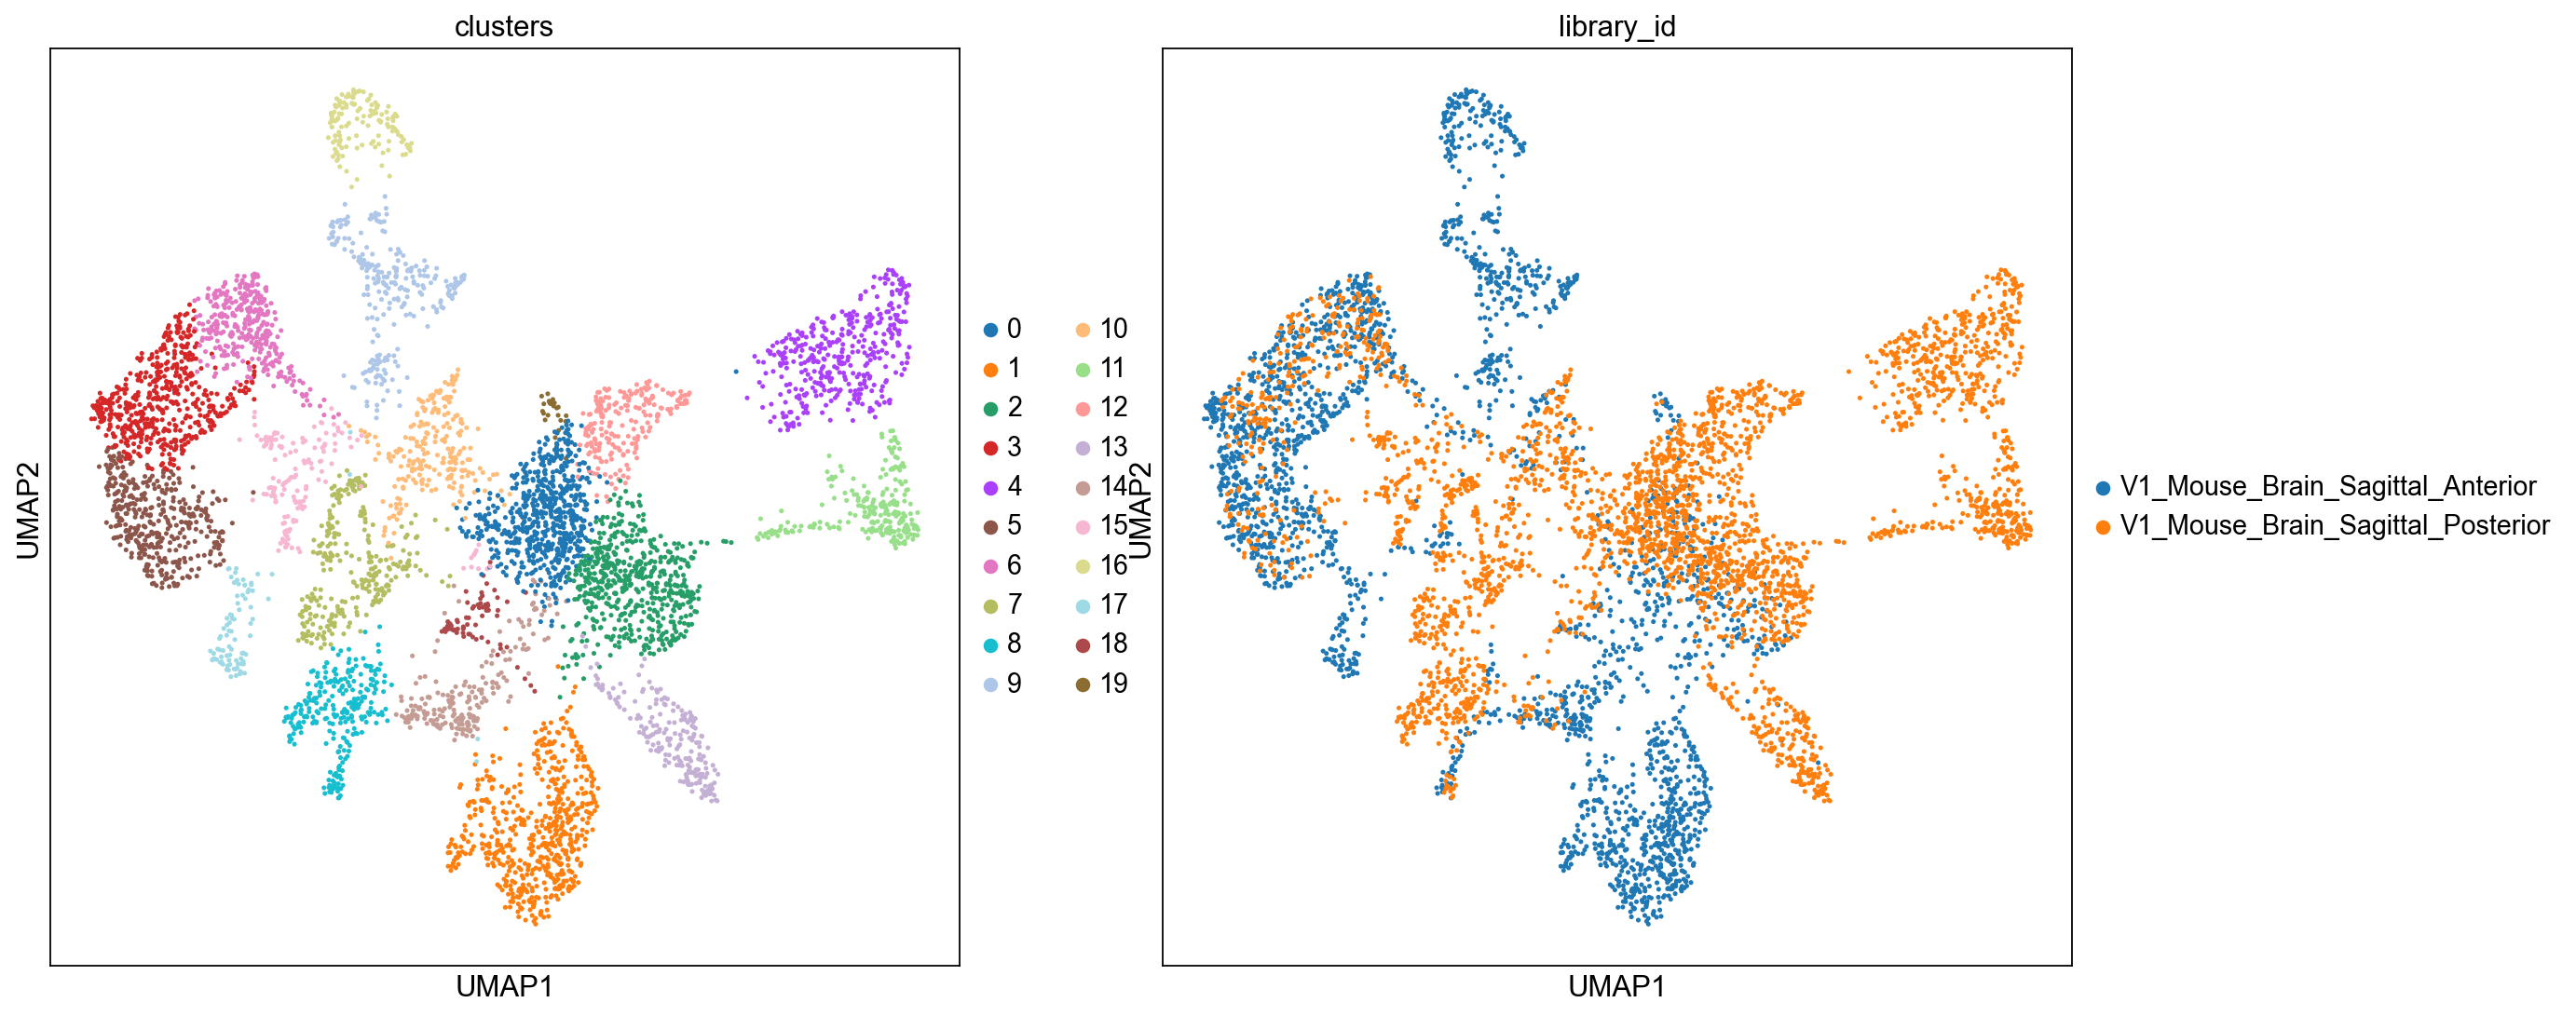 clusters
UMAP2
UMAP1
0 10
1 11
2 12
3 13
4 14
5 15
6 16
7 17
8 18
9 19
library_id
UMAP2
UMAP1
V1_Mouse_Brain_Sagittal_Anterior
V1_Mouse_Brain_Sagittal_Posterior